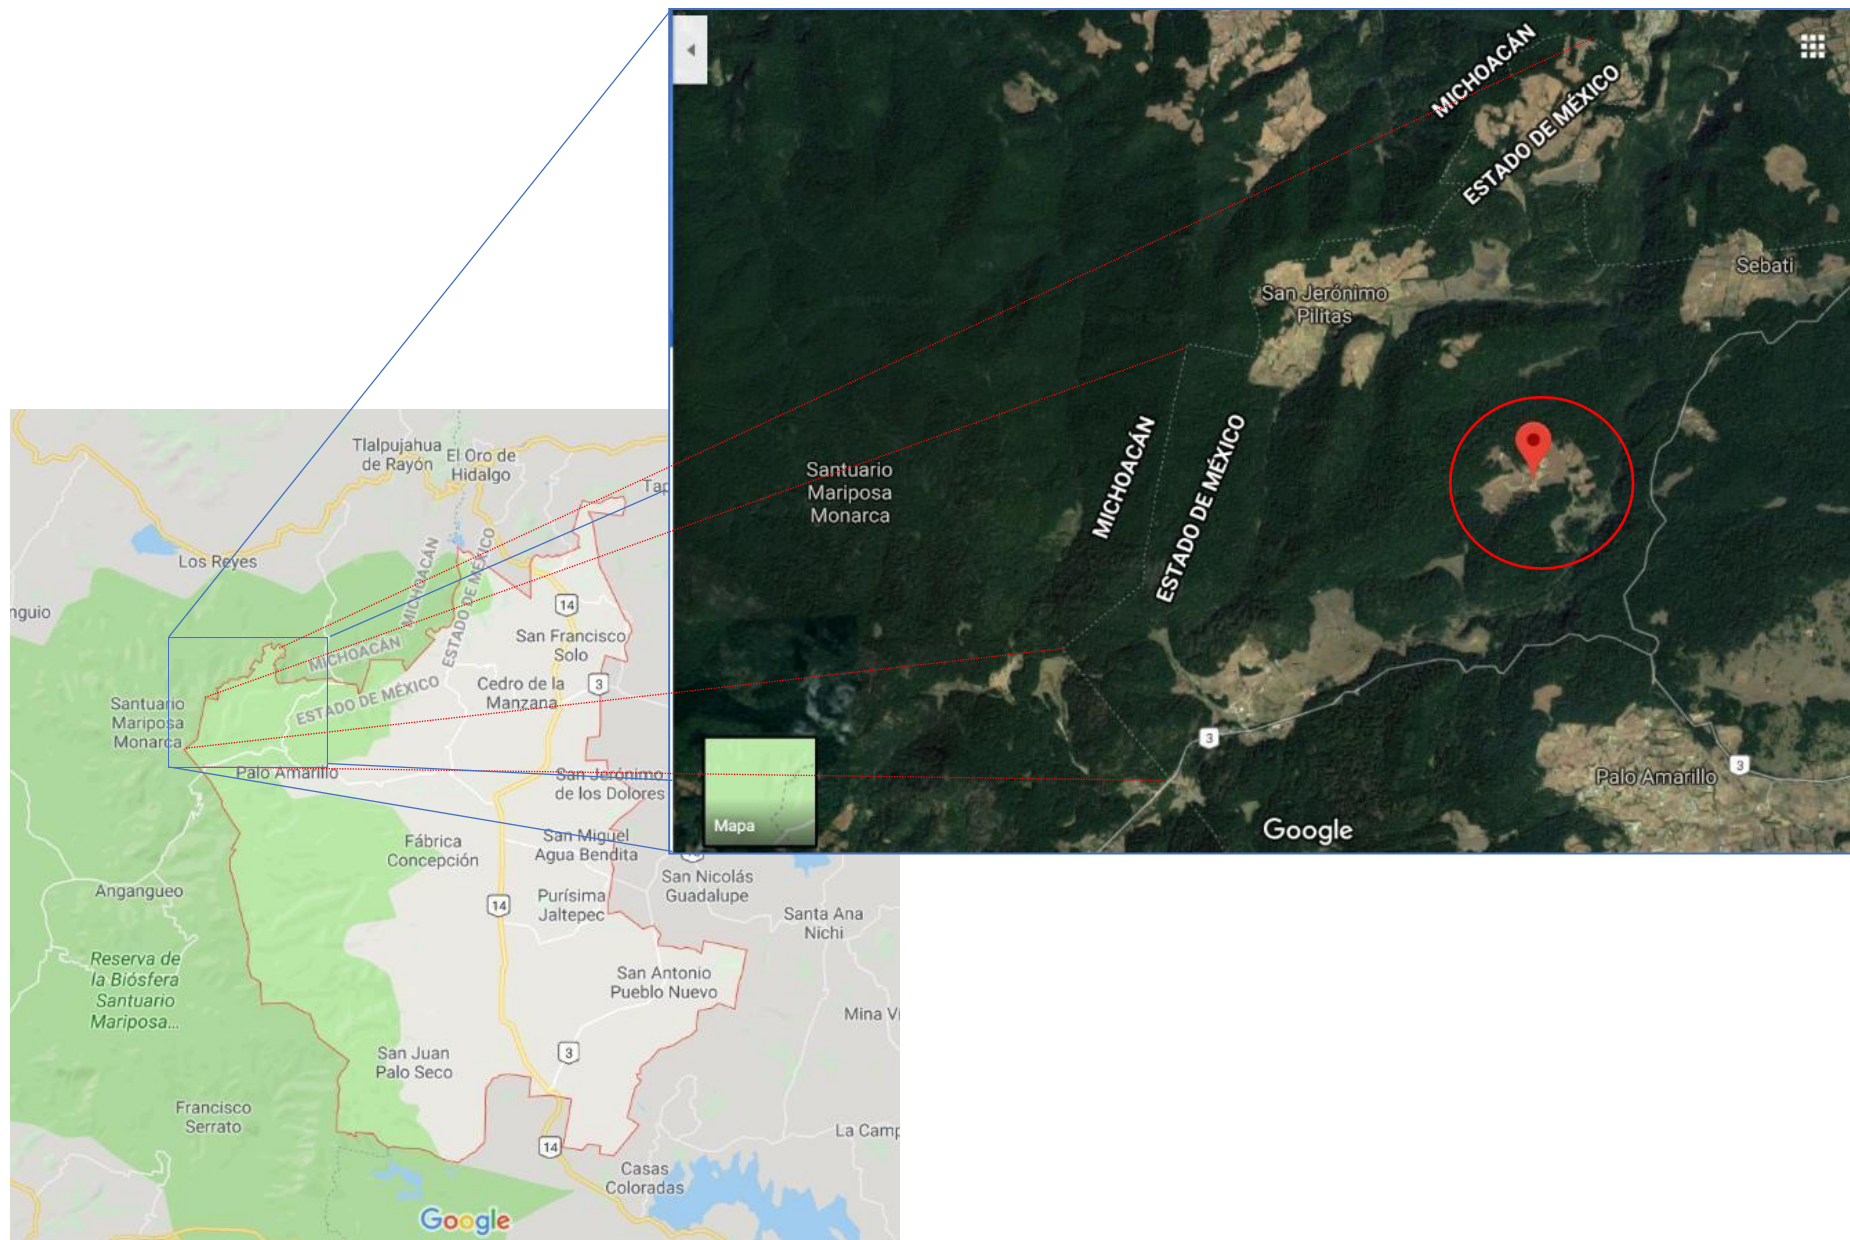 MICHOACÁN
ESTADO DE MÉXICO
Sebati
San Jerónimo
Pilitas
Santuario
Mariposa
Monarca
MICHOACÁN
ESTADO DE MÉXICO
3
3
Palo Amarillo
Mapa
Google
Tlalpujahua
de Rayón
El Oro de
Hidalgo
Tap
Los Reyes
nguio
MICHOACÁN
ESTADO DE MÉXICO
14
San Francisco
Solo
MICHOACÁN
ESTADO DE MÉXICO
Cedro de la
Manzana
3
Santuario
Mariposa
Monarca
Palo Amarillo
San Jerónimo
de los Dolores
Fábrica
Concepción
San Miguel
Agua Bendita
San Nicolás
Guadalupe
Angangueo
14
Purísima
Jaltepec
Santa Ana
Nichi
Reserva de
la Biósfera
Santuario
Mariposa...
San Antonio
Pueblo Nuevo
Mina V
San Juan
Palo Seco
3
Francisco
Serrato
14
La Camp
Casas
Coloradas
Google